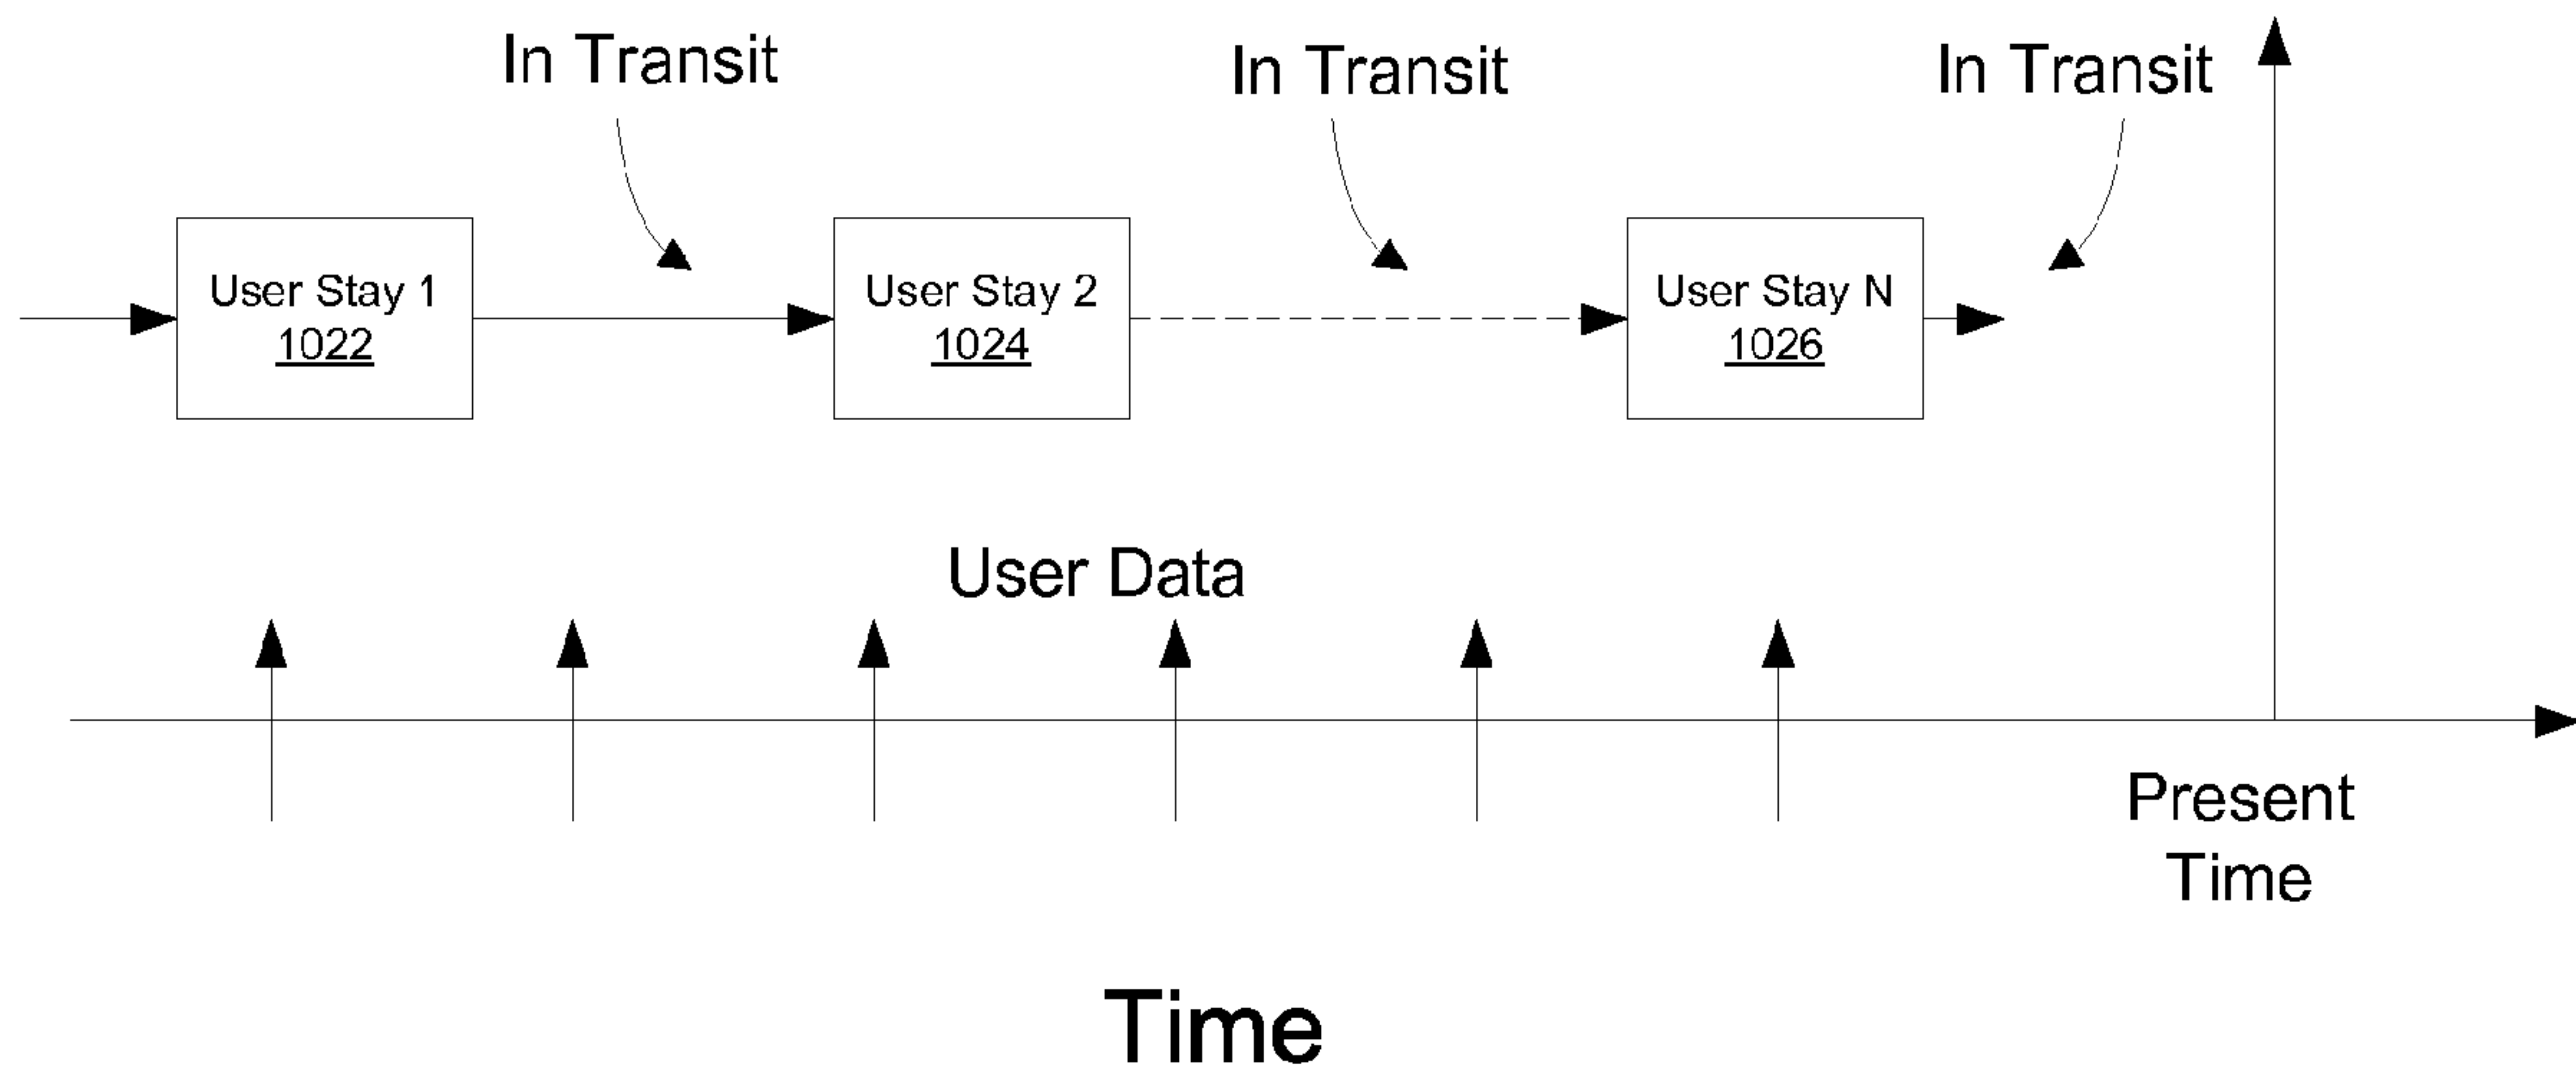 In Transit
In Transit
In Transit
User Stay 1
1022
User Stay 2
1024
User Stay N
1026
User Data
Present
Time
Time